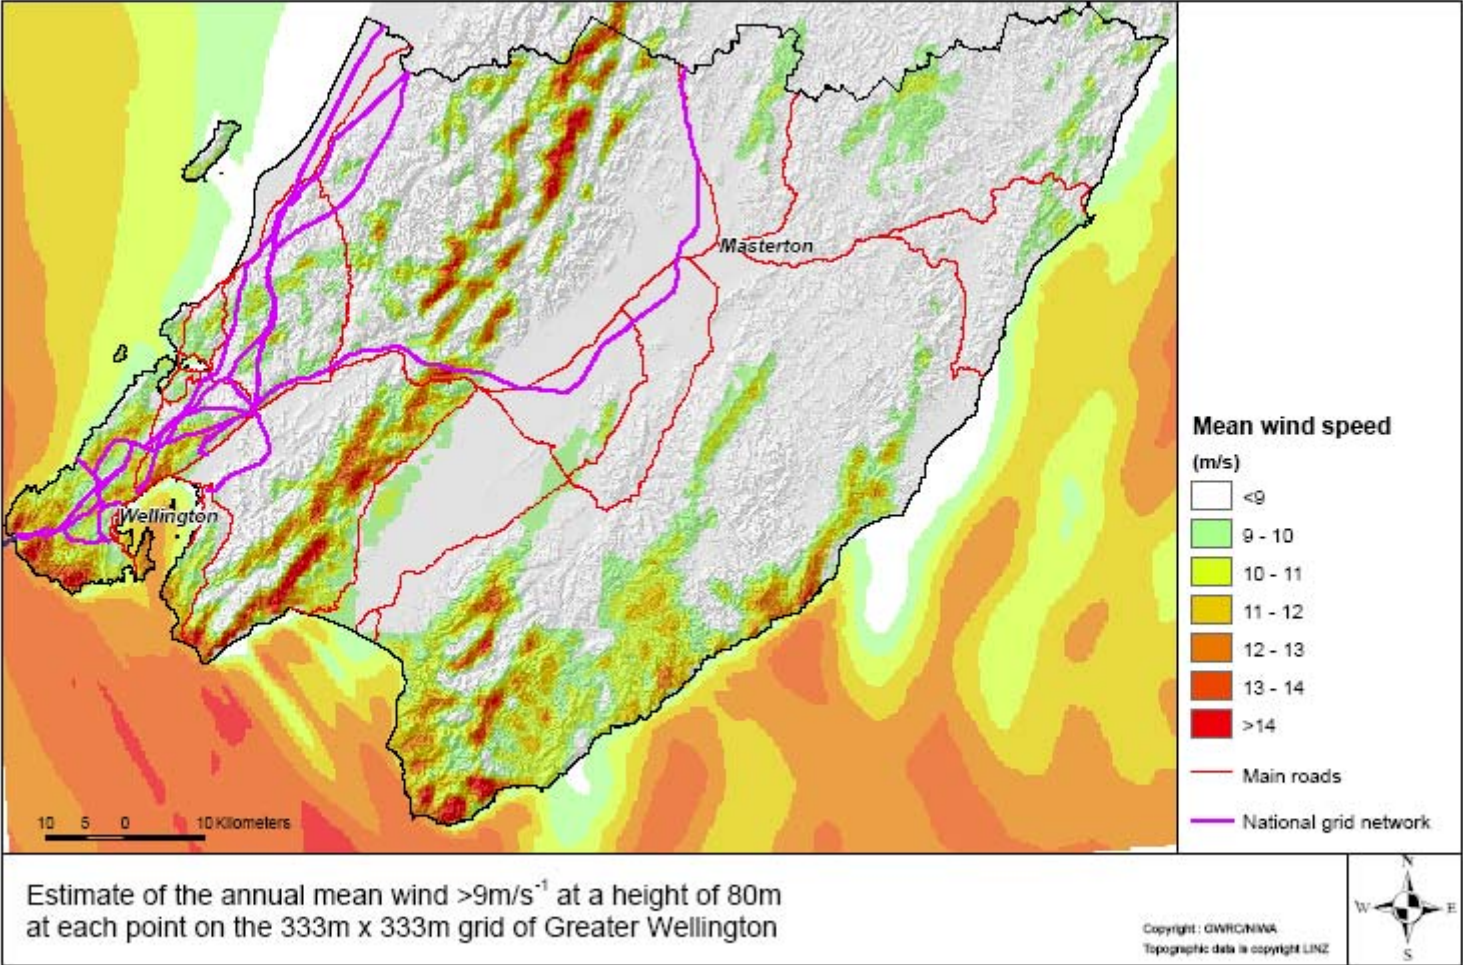 Masterton
Wellington
10 5 0 10 Kilometers
Mean wind speed
(m/s)
<9
9 - 10
10 - 11
11 - 12
12 - 13
13 - 14
>14
Main roads
National grid network
Estimate of the annual mean wind >9m/s⁻¹ at a height of 80m
at each point on the 333m x 333m grid of Greater Wellington
Copyright : GWRC/NIWA
Topographic data is copyright LINZ
N
W E
S